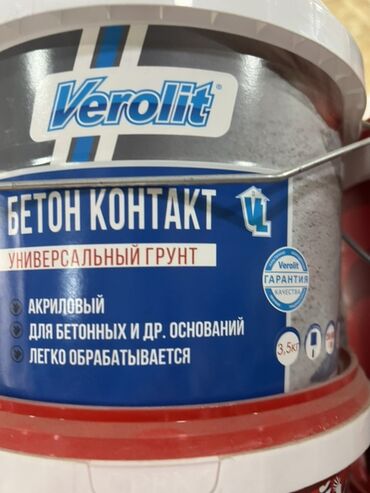 Verolit
БЕТОН КОНТАКТ
УНИВЕРСАЛЬНЫЙ ГРУНТ
Verolit
ГАРАНТИЯ
КАЧЕСТВА
АКРИЛОВЫЙ
ДЛЯ БЕТОННЫХ И ДР. ОСНОВАНИЙ
ЛЕГКО ОБРАБАТЫВАЕТСЯ
3,5кг